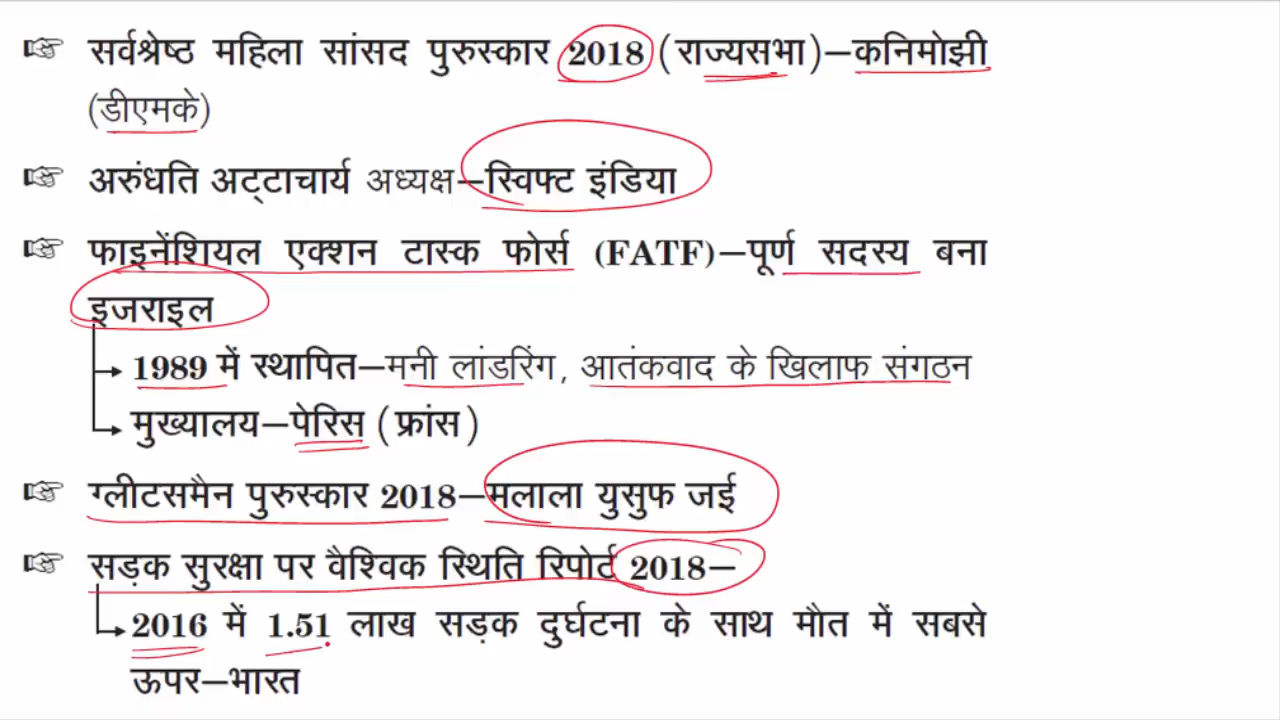 ☞ सर्वश्रेष्ठ महिला सांसद पुरुस्कार 2018 (राज्यसभा)–कनिमोझी
(डीएमके)
☞ अरुंधति अट्टाचार्य अध्यक्ष–स्विफ्ट इंडिया
☞ फाइनेंशियल एक्शन टास्क फोर्स (FATF)–पूर्ण सदस्य बना
इजराइल
→ 1989 में स्थापित–मनी लांडरिंग, आतंकवाद के खिलाफ संगठन
→ मुख्यालय–पेरिस (फ्रांस)
☞ ग्लीटसमैन पुरुस्कार 2018–मलाला युसुफ जई
☞ सड़क सुरक्षा पर वैश्विक स्थिति रिपोर्ट 2018–
→ 2016 में 1.51 लाख सड़क दुर्घटना के साथ मौत में सबसे
ऊपर–भारत